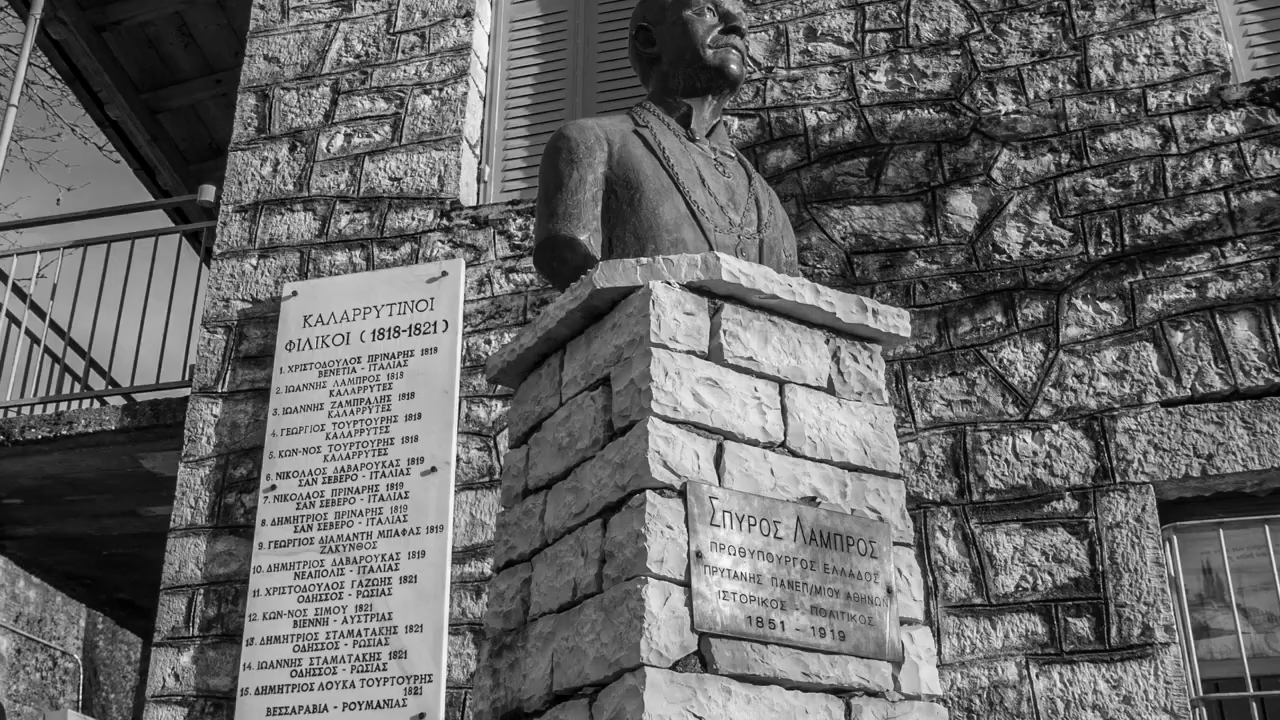 ΚΑΛΑΡΡΥΤΙΝΟΙ
ΦΙΛΙΚΟΙ (1818-1821)
1. ΧΡΙΣΤΟΔΟΥΛΟΣ ΠΡΙΝΑΡΗΣ 1818
ΒΕΝΕΤΙΑ - ΙΤΑΛΙΑΣ
2. ΙΩΑΝΝΗΣ ΛΑΜΠΡΟΣ 1818
ΚΑΛΑΡΡΥΤΕΣ
3. ΙΩΑΝΝΗΣ ΖΑΜΠΡΑΛΗΣ 1818
ΚΑΛΑΡΡΥΤΕΣ
4. ΓΕΩΡΓΙΟΣ ΤΟΥΡΤΟΥΡΗΣ 1818
ΚΑΛΑΡΡΥΤΕΣ
5. ΚΩΝ-ΝΟΣ ΤΟΥΡΤΟΥΡΗΣ 1818
ΚΑΛΑΡΡΥΤΕΣ
6. ΝΙΚΟΛΑΟΣ ΔΑΒΑΡΟΥΚΑΣ 1819
ΣΑΝ ΣΕΒΕΡΟ - ΙΤΑΛΙΑΣ
7. ΝΙΚΟΛΑΟΣ ΠΡΙΝΑΡΗΣ 1819
ΣΑΝ ΣΕΒΕΡΟ - ΙΤΑΛΙΑΣ
8. ΔΗΜΗΤΡΙΟΣ ΠΡΙΝΑΡΗΣ 1819
ΣΑΝ ΣΕΒΕΡΟ - ΙΤΑΛΙΑΣ
9. ΓΕΩΡΓΙΟΣ ΔΙΑΜΑΝΤΗ ΜΠΑΦΑΣ 1819
ΖΑΚΥΝΘΟΣ
10. ΔΗΜΗΤΡΙΟΣ ΔΑΒΑΡΟΥΚΑΣ 1819
ΝΕΑΠΟΛΙΣ - ΙΤΑΛΙΑΣ
11. ΧΡΙΣΤΟΔΟΥΛΟΣ ΓΑΖΩΗΣ 1821
ΟΔΗΣΣΟΣ - ΡΩΣΙΑΣ
12. ΚΩΝ-ΝΟΣ ΣΙΜΟΥ 1821
ΒΙΕΝΝΗ - ΑΥΣΤΡΙΑΣ
13. ΔΗΜΗΤΡΙΟΣ ΣΤΑΜΑΤΑΚΗΣ 1821
ΟΔΗΣΣΟΣ - ΡΩΣΙΑΣ
14. ΙΩΑΝΝΗΣ ΣΤΑΜΑΤΑΚΗΣ 1821
ΟΔΗΣΣΟΣ - ΡΩΣΙΑΣ
15. ΔΗΜΗΤΡΙΟΣ ΛΟΥΚΑ ΤΟΥΡΤΟΥΡΗΣ
1821
ΒΕΣΣΑΡΑΒΙΑ - ΡΟΥΜΑΝΙΑΣ
ΣΠΥΡΟΣ ΛΑΜΠΡΟΣ
ΠΡΩΘΥΠΟΥΡΓΟΣ ΕΛΛΑΔΟΣ
ΠΡΥΤΑΝΗΣ ΠΑΝΕΠ/ΜΙΟΥ ΑΘΗΝΩΝ
ΙΣΤΟΡΙΚΟΣ - ΠΟΛΙΤΙΚΟΣ
1851 - 1919